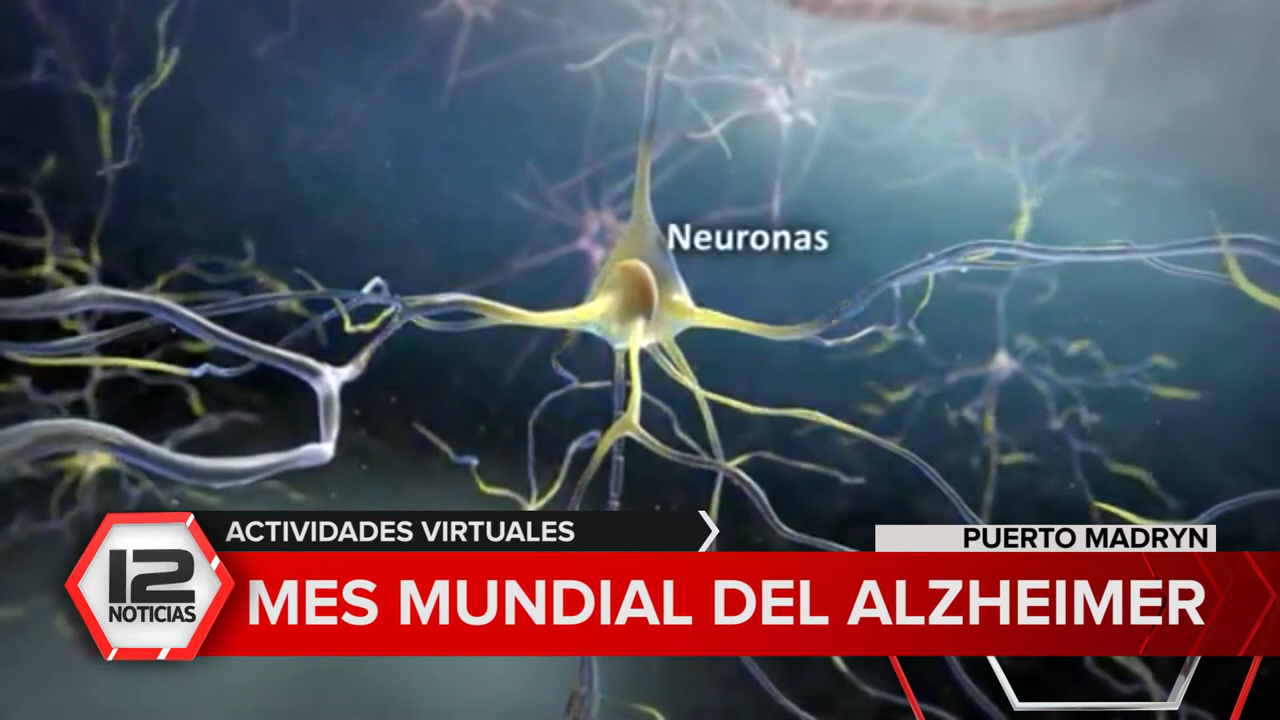 Neuronas
ACTIVIDADES VIRTUALES
PUERTO MADRYN
12
NOTICIAS
MES MUNDIAL DEL ALZHEIMER